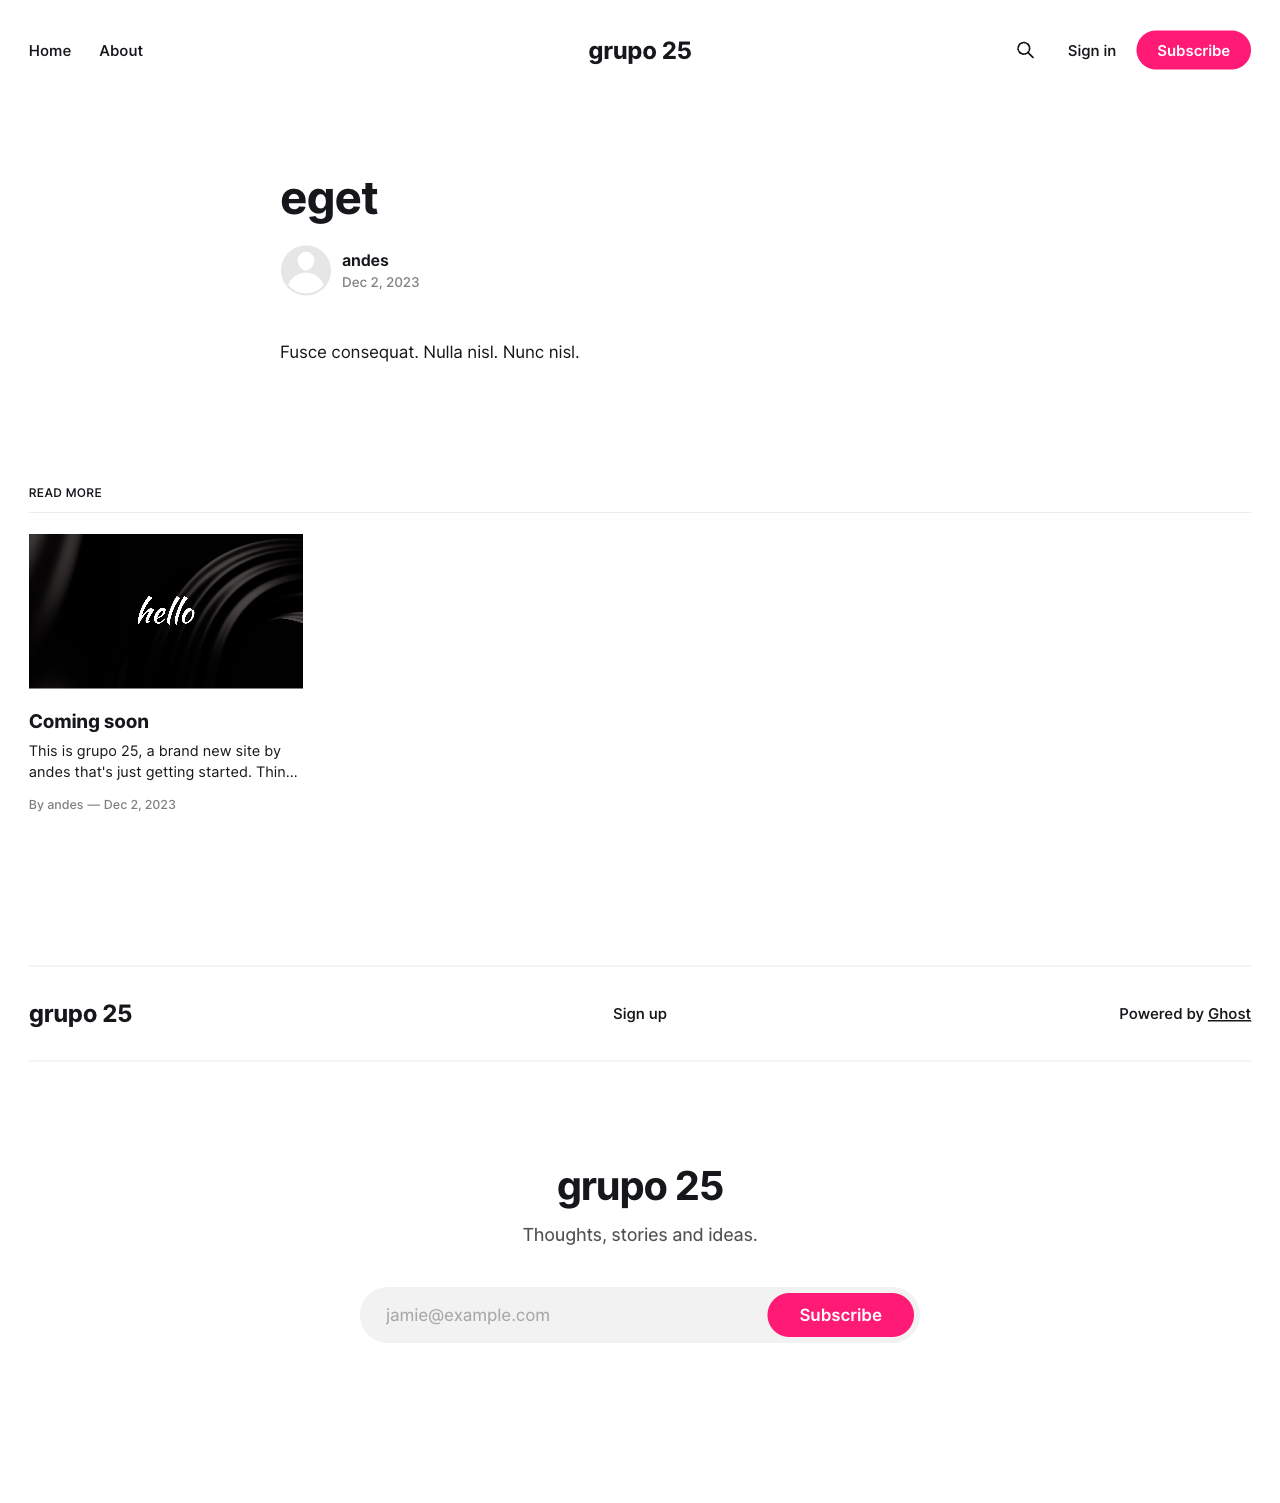 Home About grupo 25 Sign in Subscribe
eget
andes
Dec 2, 2023
Fusce consequat. Nulla nisl. Nunc nisl.
READ MORE
hello
Coming soon
This is grupo 25, a brand new site by
andes that's just getting started. Thin...
By andes — Dec 2, 2023
grupo 25 Sign up Powered by Ghost
grupo 25
Thoughts, stories and ideas.
jamie@example.com Subscribe